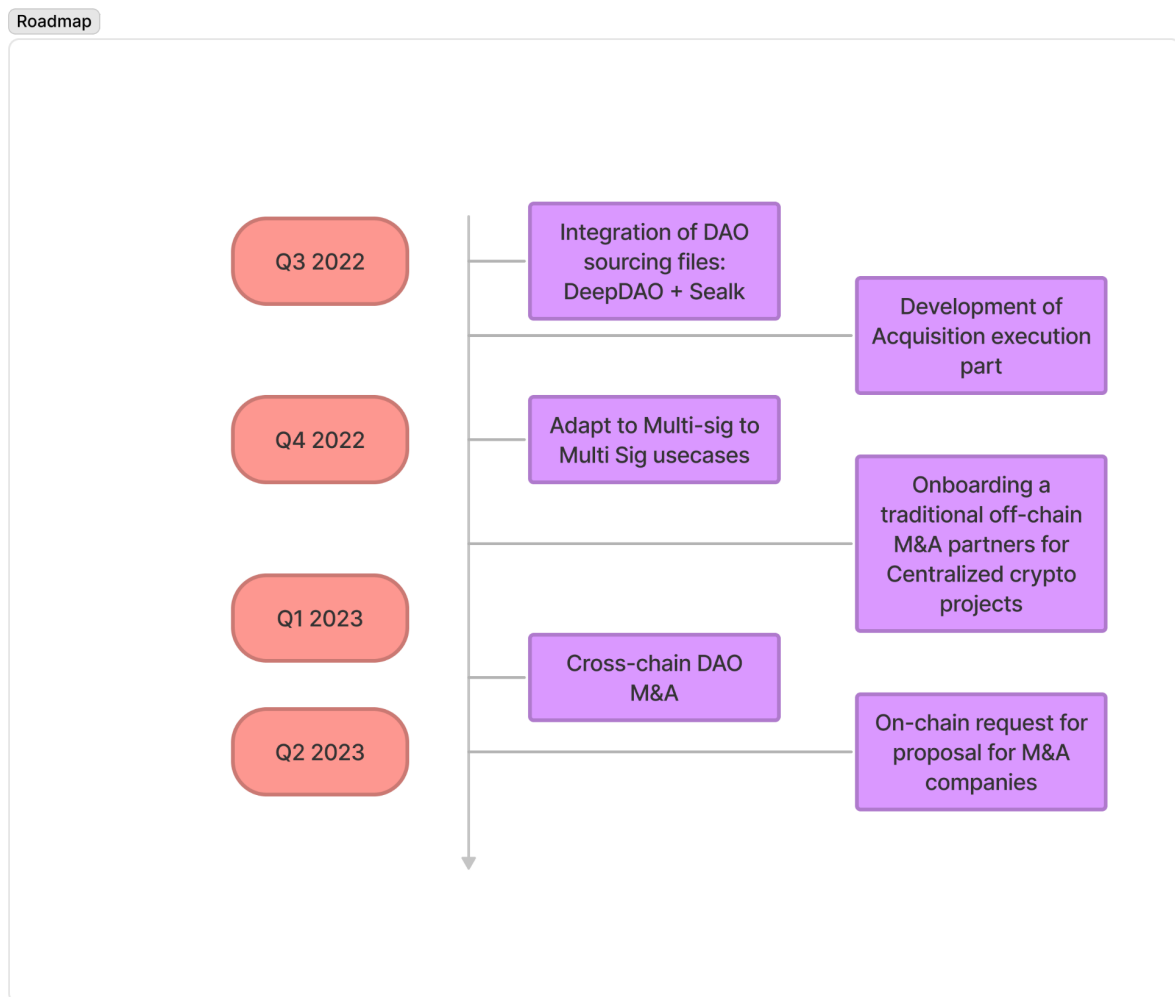 Roadmap
Q3 2022
Integration of DAO
sourcing files:
DeepDAO + Sealk
Development of
Acquisition execution
part
Q4 2022
Adapt to Multi-sig to
Multi Sig usecases
Onboarding a
traditional off-chain
M&A partners for
Centralized crypto
projects
Q1 2023
Cross-chain DAO
M&A
Q2 2023
On-chain request for
proposal for M&A
companies